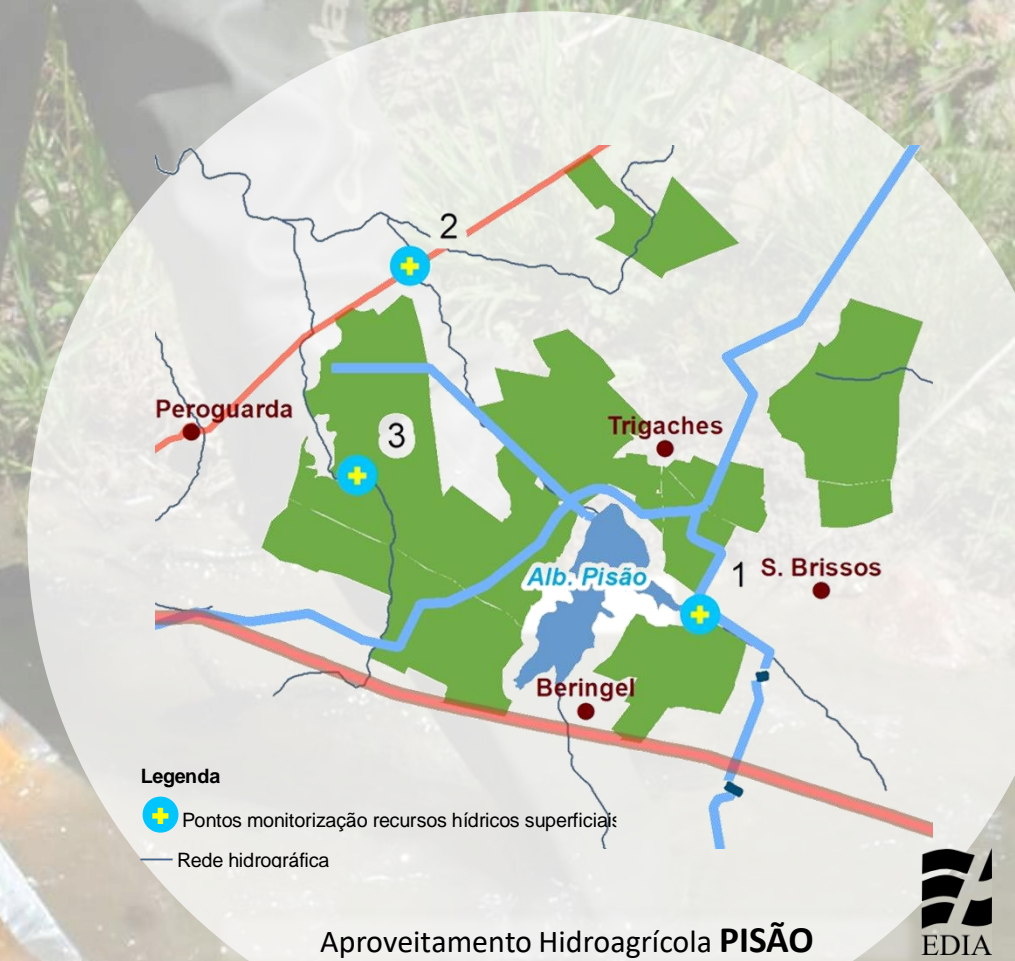 2
Peroguarda
3
Trigaches
Alb. Pisão
1
S. Brissos
Beringel
Legenda
Pontos monitorização recursos hídricos superficiais
Rede hidrográfica
Aproveitamento Hidroagrícola PISÃO
EDIA